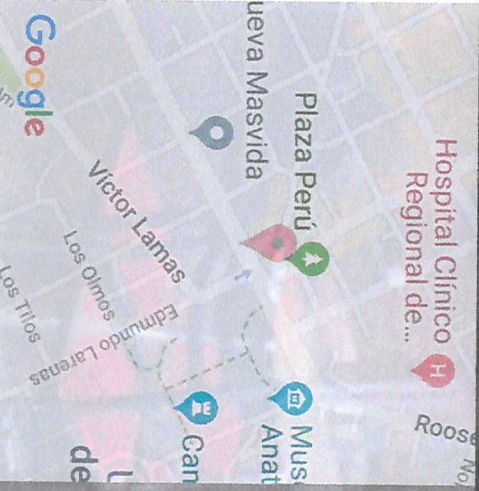 Hospital Clínico
Regional de...
H
Roose
No
Plaza Perú
ueva Masvida
Mus
Anat
Can
Víctor Lamas
Edmundo Larenas
Los Olmos
Los Tilos
de
Google